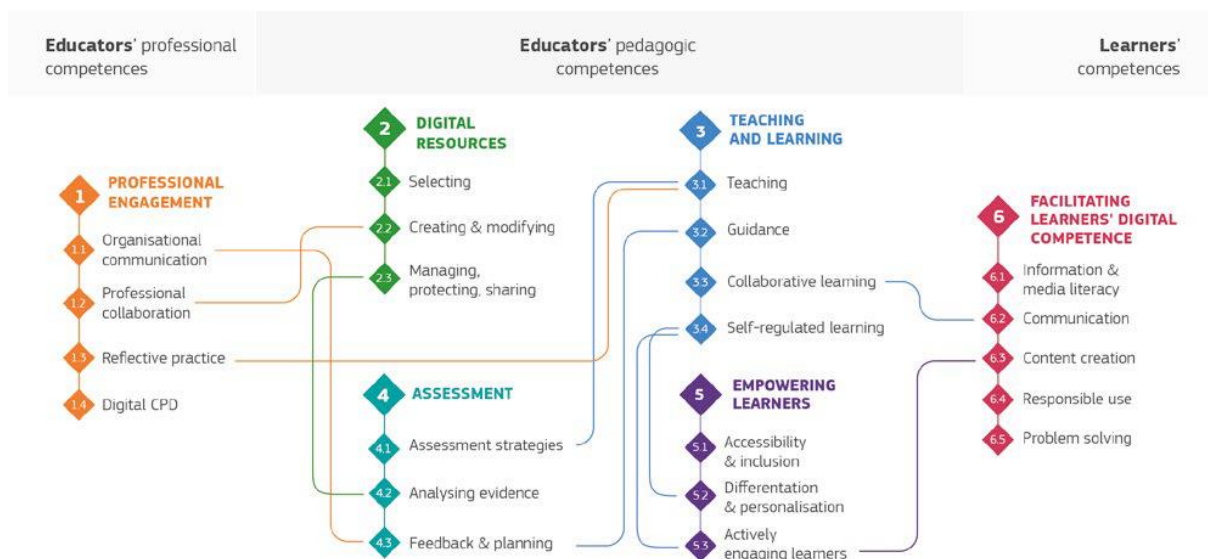 Educators' professional
competences
Educators' pedagogic
competences
Learners'
competences
1
PROFESSIONAL
ENGAGEMENT
1.1
Organisational
communication
1.2
Professional
collaboration
1.3
Reflective practice
1.4
Digital CPD
2
DIGITAL
RESOURCES
2.1
Selecting
2.2
Creating & modifying
2.3
Managing,
protecting, sharing
4
ASSESSMENT
4.1
Assessment strategies
4.2
Analysing evidence
4.3
Feedback & planning
3
TEACHING
AND LEARNING
3.1
Teaching
3.2
Guidance
3.3
Collaborative learning
3.4
Self-regulated learning
5
EMPOWERING
LEARNERS
5.1
Accessibility
& inclusion
5.2
Differentation
& personalisation
5.3
Actively
engaging learners
6
FACILITATING
LEARNERS' DIGITAL
COMPETENCE
6.1
Information &
media literacy
6.2
Communication
6.3
Content creation
6.4
Responsible use
6.5
Problem solving